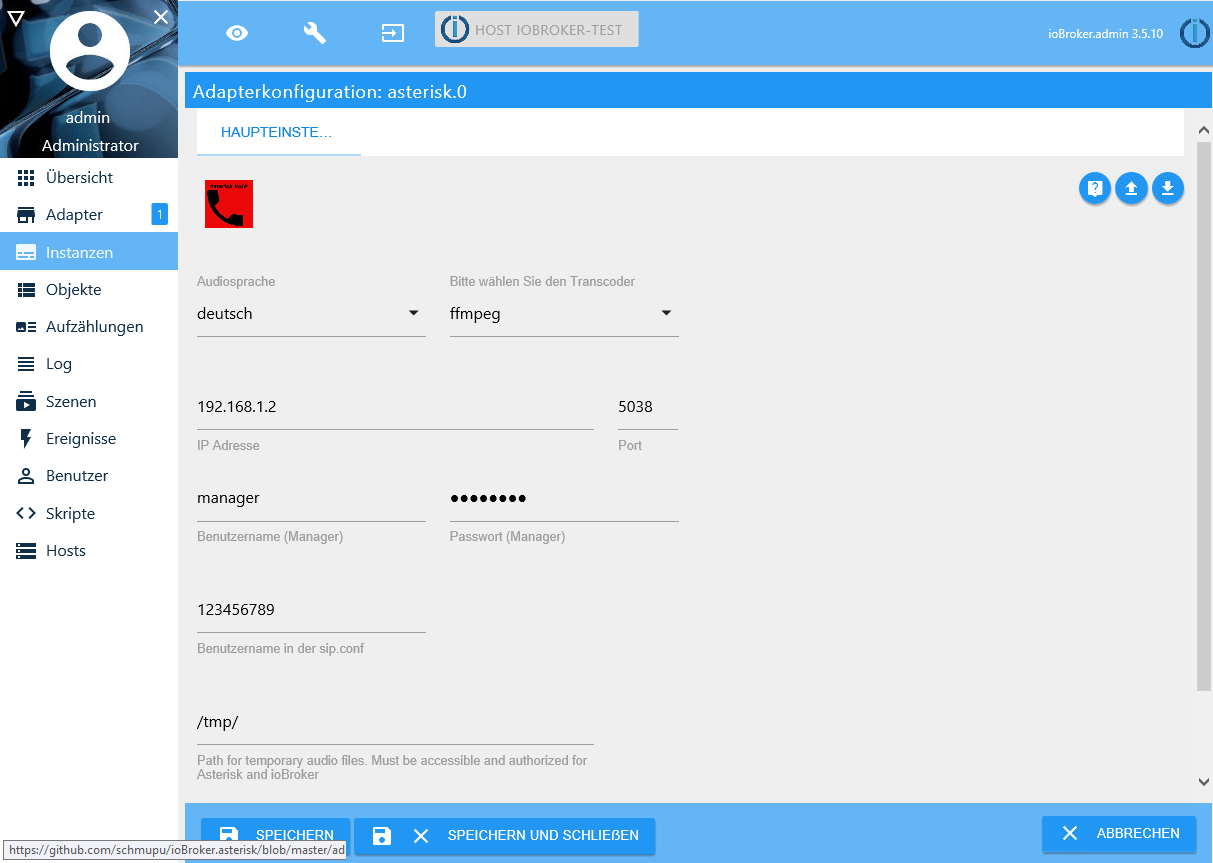 HOST IOBROKER-TEST
ioBroker.admin 3.5.10
admin
Administrator
Übersicht
Adapter 1
Instanzen
Objekte
Aufzählungen
Log
Szenen
Ereignisse
Benutzer
Skripte
Hosts
Adapterkonfiguration: asterisk.0
HAUPTEINSTE...
Audiosprache
deutsch
Bitte wählen Sie den Transcoder
ffmpeg
192.168.1.2
IP Adresse
5038
Port
manager
Benutzername (Manager)
••••••••
Passwort (Manager)
123456789
Benutzername in der sip.conf
/tmp/
Path for temporary audio files. Must be accessible and authorized for
Asterisk and ioBroker
SPEICHERN
SPEICHERN UND SCHLIEßEN
ABBRECHEN
https://github.com/schmupu/ioBroker.asterisk/blob/master/ad